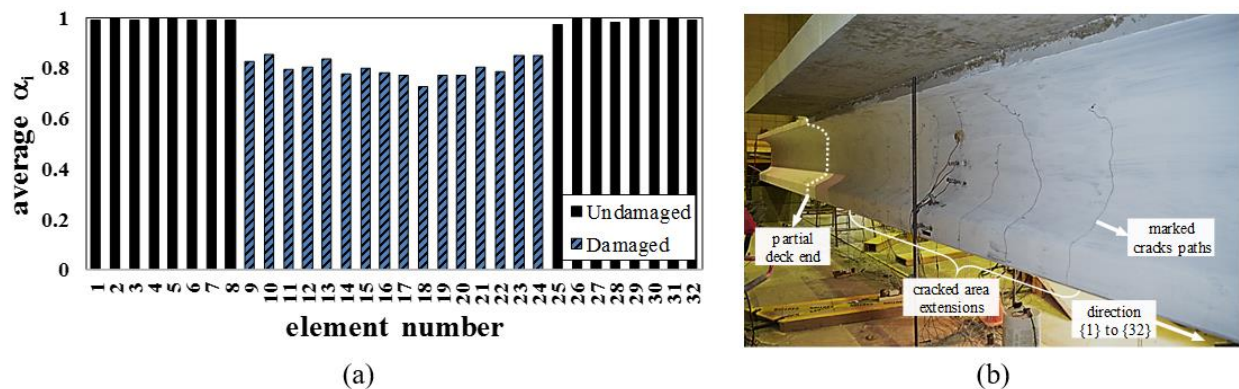 1
0.8
0.6
0.4
0.2
0
average αi
1 2 3 4 5 6 7 8 9 10 11 12 13 14 15 16 17 18 19 20 21 22 23 24 25 26 27 28 29 30 31 32
element number
Undamaged
Damaged
(a)
partial
deck end
cracked area
extensions
marked
cracks paths
direction
{1} to {32}
(b)